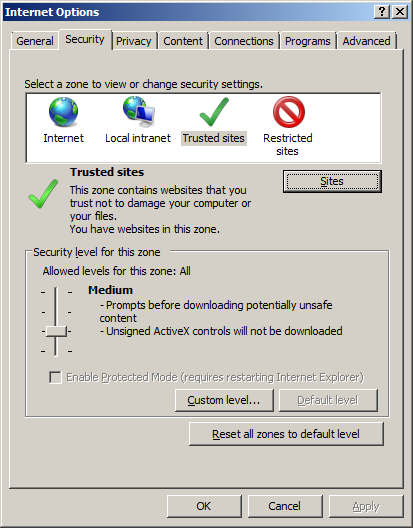 Internet Options
General Security Privacy Content Connections Programs Advanced
Select a zone to view or change security settings.
Internet Local intranet Trusted sites Restricted
sites
Trusted sites
Sites
This zone contains websites that you
trust not to damage your computer or
your files.
You have websites in this zone.
Security level for this zone
Allowed levels for this zone: All
Medium
- Prompts before downloading potentially unsafe
content
- Unsigned ActiveX controls will not be downloaded
Enable Protected Mode (requires restarting Internet Explorer)
Custom level... Default level
Reset all zones to default level
OK Cancel Apply